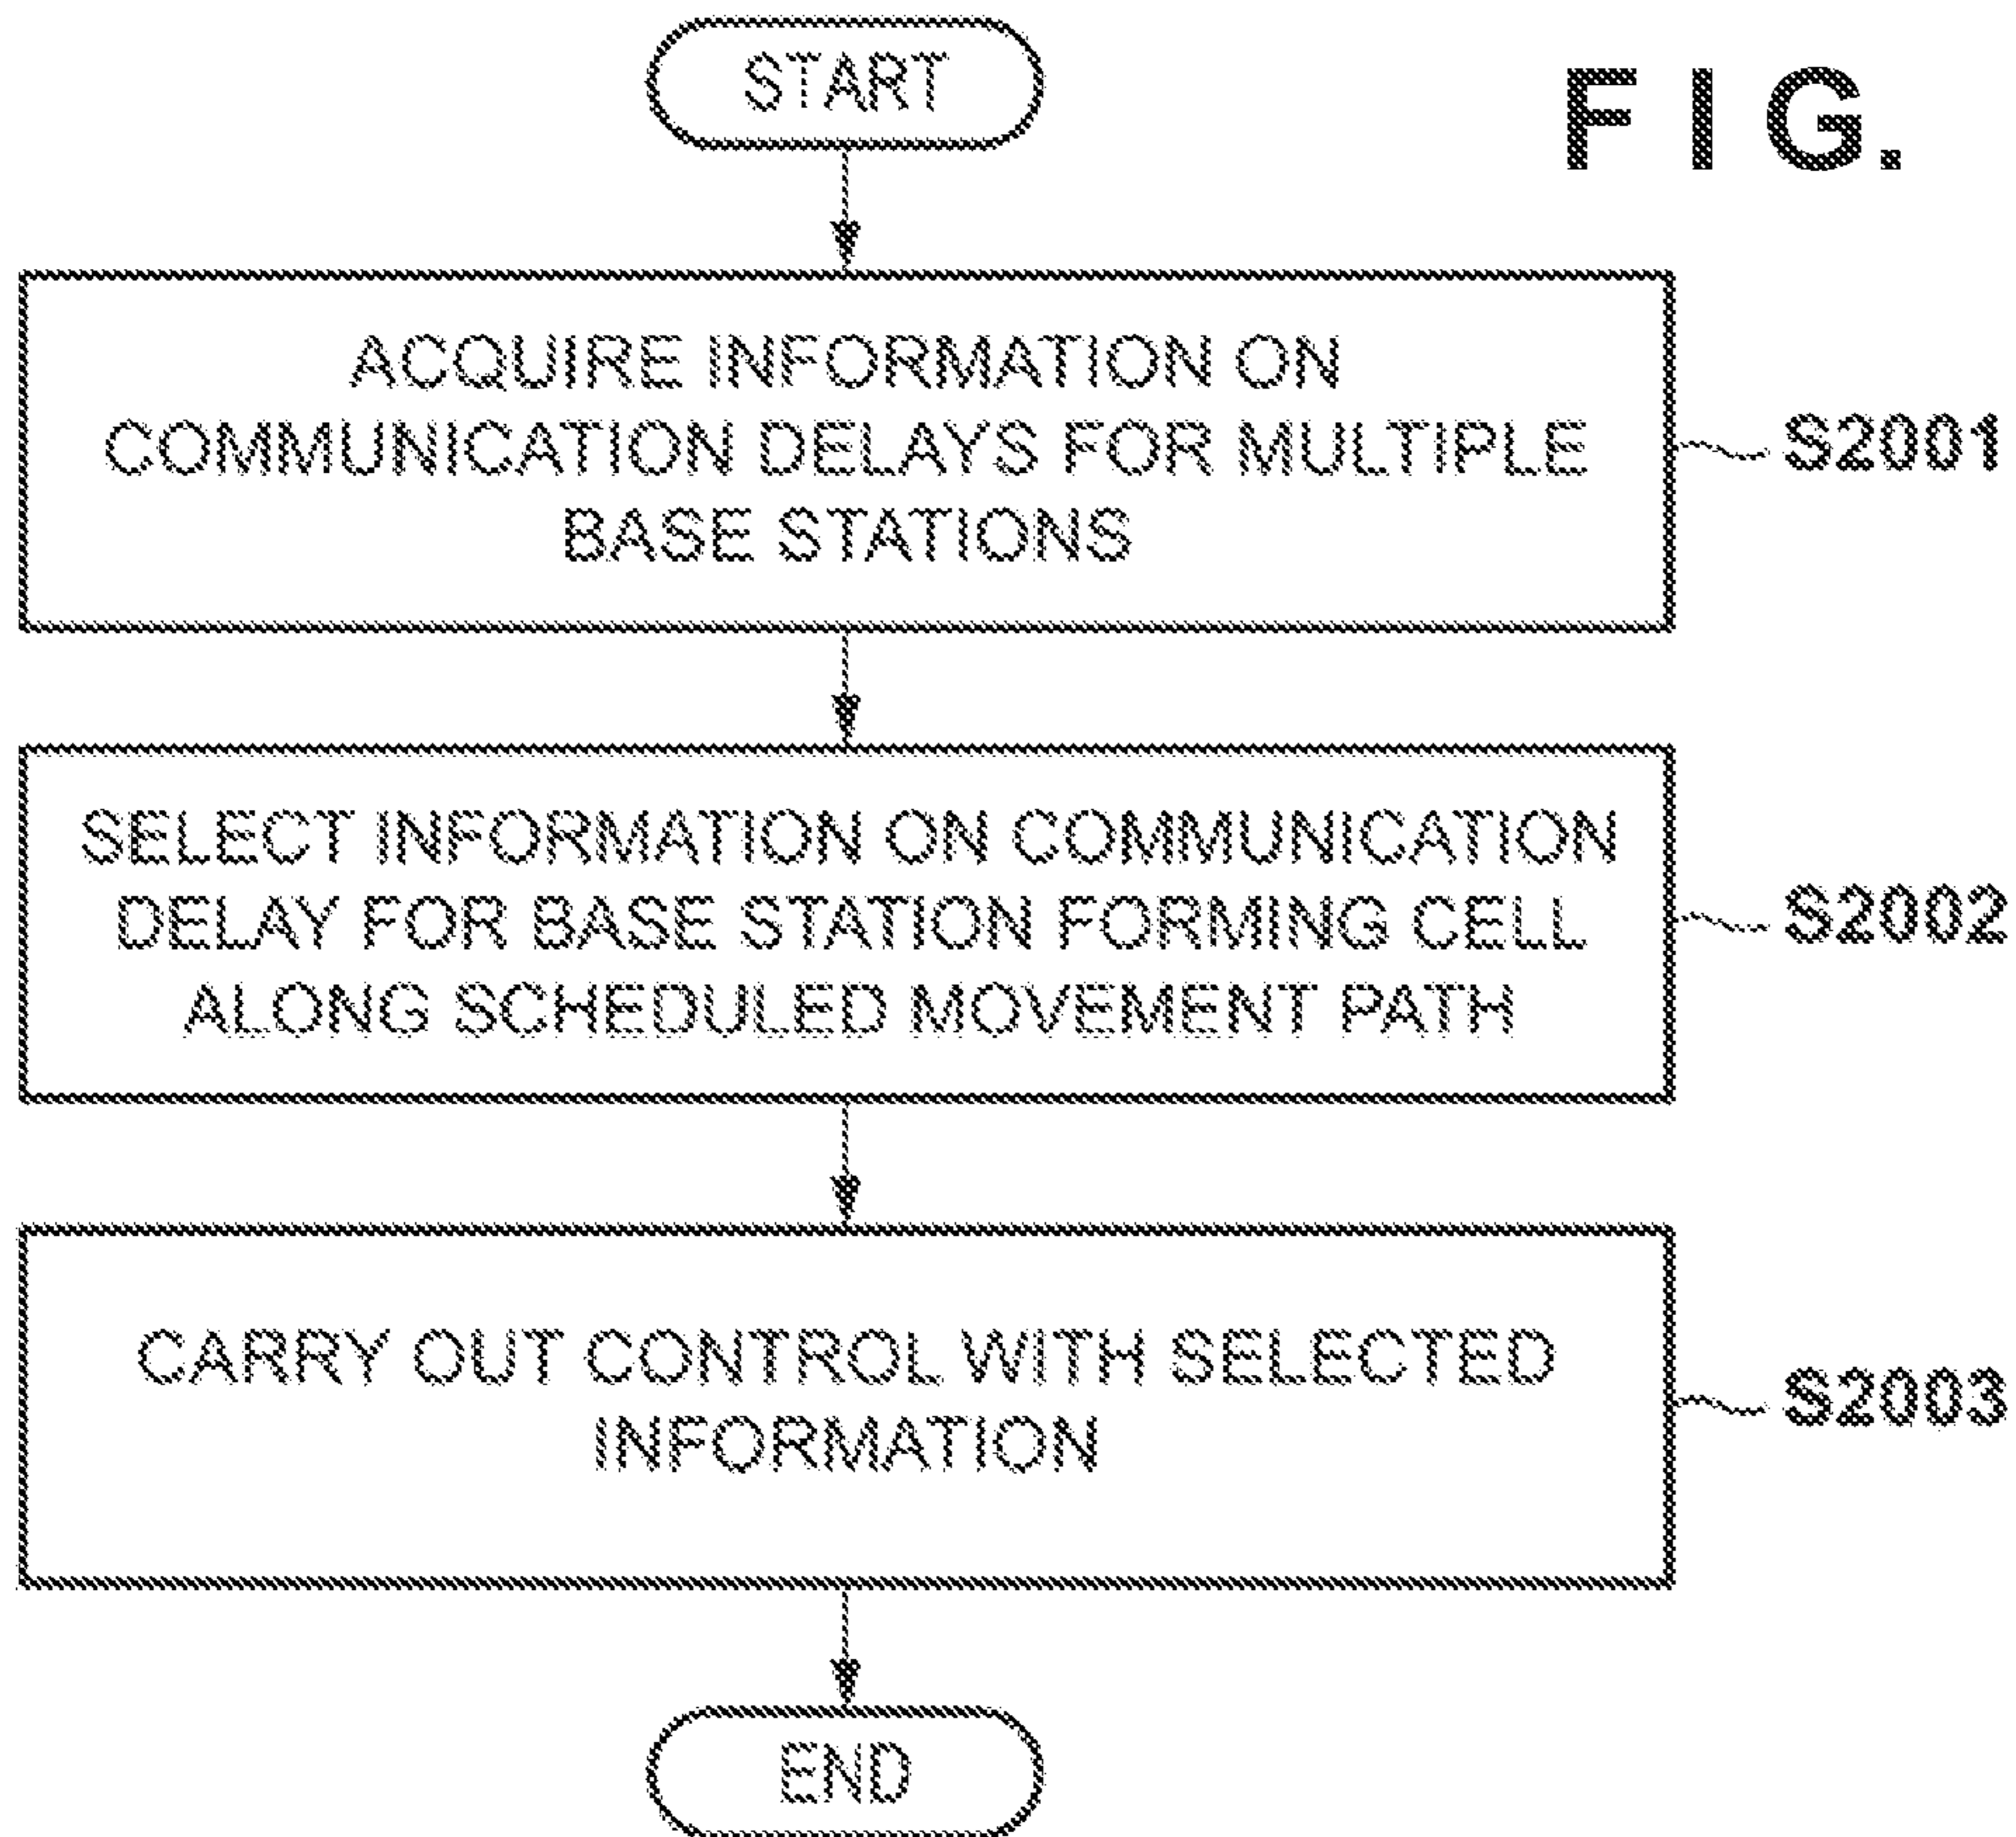 START
F I G.
ACQUIRE INFORMATION ON
COMMUNICATION DELAYS FOR MULTIPLE
BASE STATIONS
S2001
SELECT INFORMATION ON COMMUNICATION
DELAY FOR BASE STATION FORMING CELL
ALONG SCHEDULED MOVEMENT PATH
S2002
CARRY OUT CONTROL WITH SELECTED
INFORMATION
S2003
END